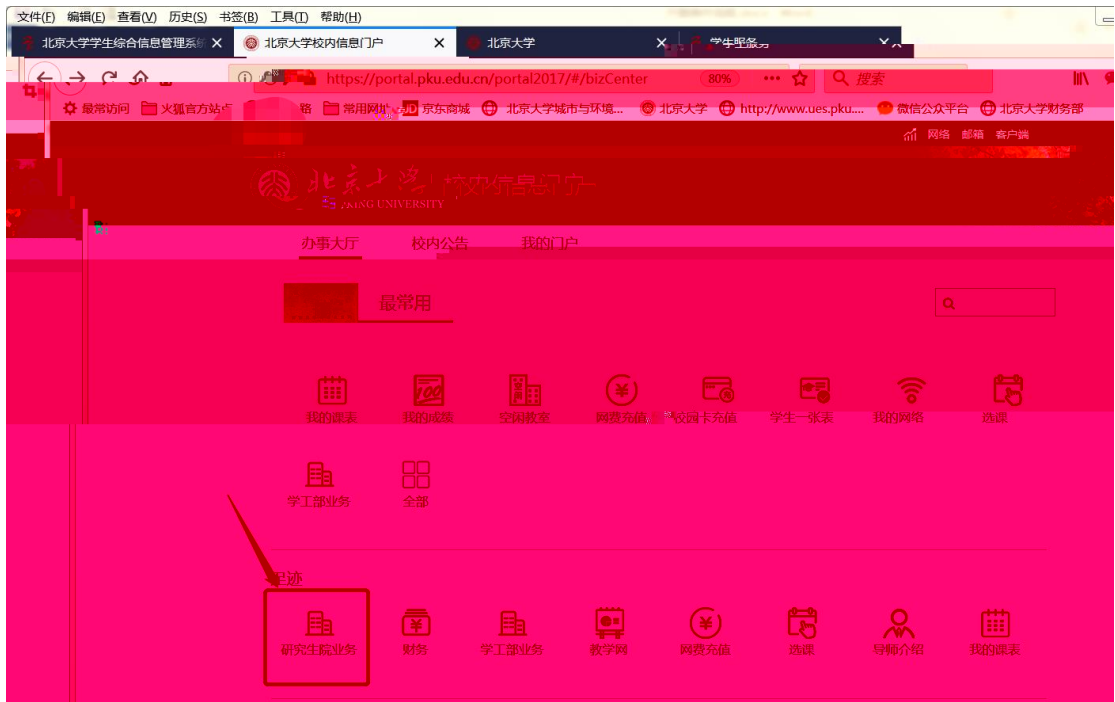 文件(F) 编辑(E) 查看(V) 历史(S) 书签(B) 工具(T) 帮助(H)
北京大学学生综合信息管理系统 北京大学校内信息门户 北京大学
https://portal.pku.edu.cn/portal2017/#/bizCenter 80% 搜索
最常访问 火狐官方站点 常用网址 JD 京东商城 北京大学城市与环境... 北京大学 http://www.ues.pku.... 微信公众平台 北京大学财务部
网络 邮箱 客户端
北京大学 校内信息门户
UNIVERSITY
办事大厅 校内公告 我的门户
最常用
我的课表 我的成绩 空闲教室 网费充值 校园卡充值 学生一张表 我的网络 选课
学工部业务 全部
足迹
研究生院业务 财务 学工部业务 教学网 网费充值 选课 导师介绍 我的课表